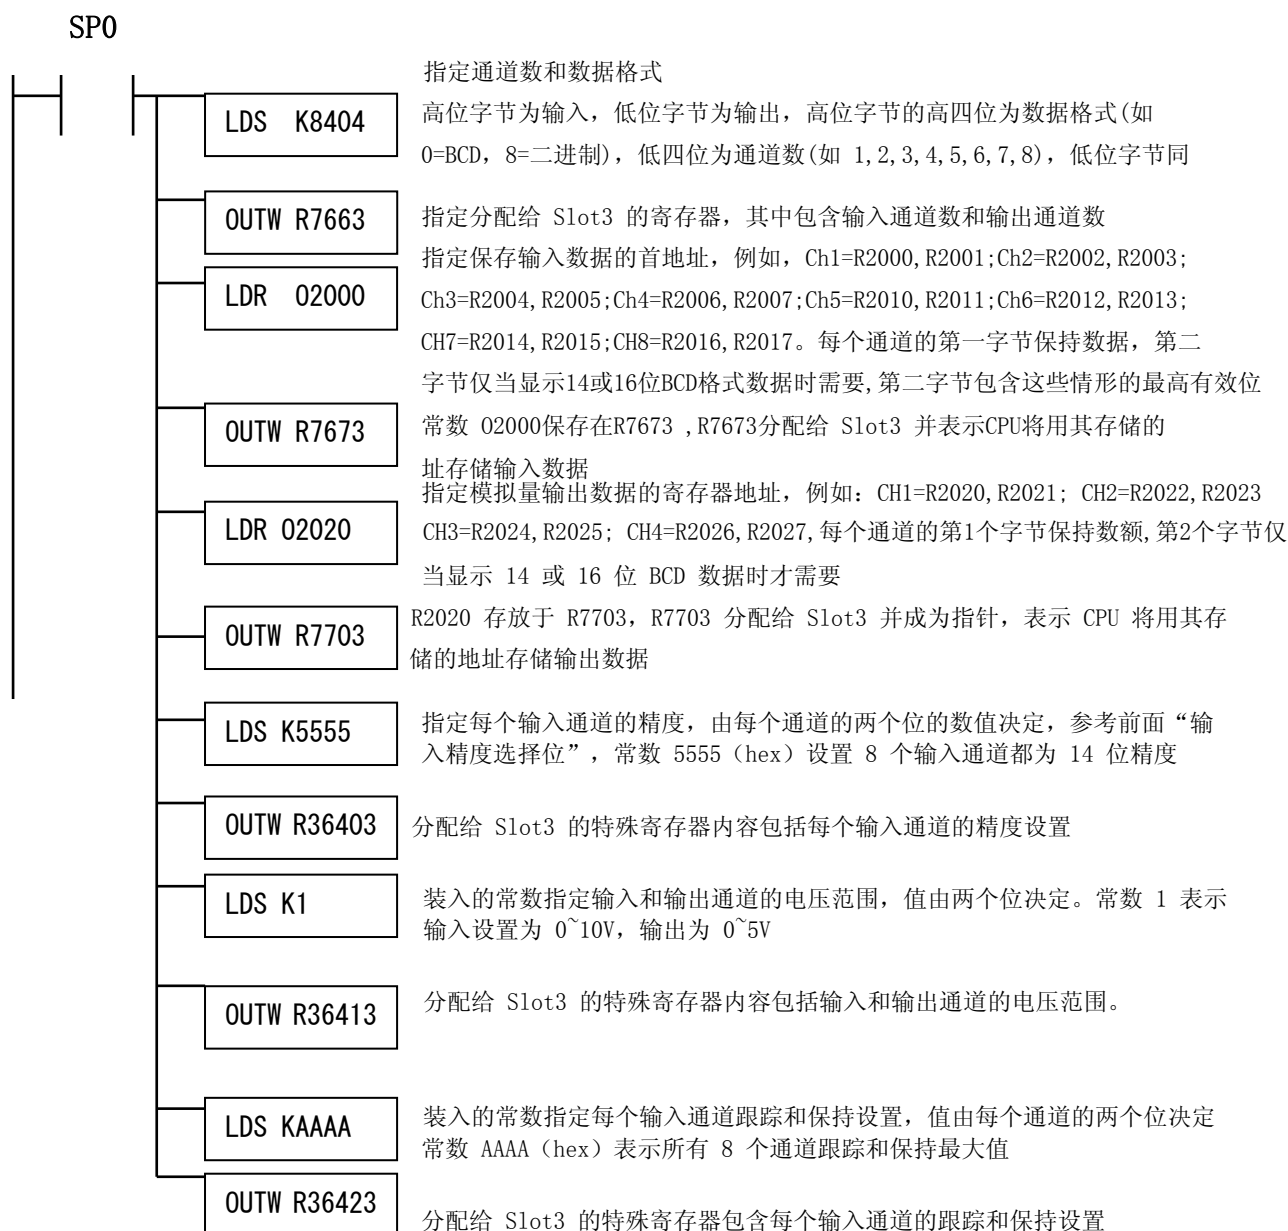 SP0
指定通道数和数据格式
LDS K8404
高位字节为输入，低位字节为输出，高位字节的高四位为数据格式(如
0=BCD，8=二进制)，低四位为通道数(如 1,2,3,4,5,6,7,8)，低位字节同
OUTW R7663
指定分配给 Slot3 的寄存器，其中包含输入通道数和输出通道数
指定保存输入数据的首地址，例如，Ch1=R2000,R2001;Ch2=R2002,R2003;
LDR O2000
Ch3=R2004,R2005;Ch4=R2006,R2007;Ch5=R2010,R2011;Ch6=R2012,R2013;
CH7=R2014,R2015;CH8=R2016,R2017。每个通道的第一字节保持数据，第二
字节仅当显示14或16位BCD格式数据时需要,第二字节包含这些情形的最高有效位
OUTW R7673
常数 O2000保存在R7673 ,R7673分配给 Slot3 并表示CPU将用其存储的
址存储输入数据
指定模拟量输出数据的寄存器地址，例如：CH1=R2020,R2021; CH2=R2022,R2023
LDR O2020
CH3=R2024,R2025; CH4=R2026,R2027,每个通道的第1个字节保持数额,第2个字节仅
当显示 14 或 16 位 BCD 数据时才需要
OUTW R7703
R2020 存放于 R7703，R7703 分配给 Slot3 并成为指针，表示 CPU 将用其存
储的地址存储输出数据
LDS K5555
指定每个输入通道的精度，由每个通道的两个位的数值决定，参考前面“输
入精度选择位”，常数 5555（hex）设置 8 个输入通道都为 14 位精度
OUTW R36403
分配给 Slot3 的特殊寄存器内容包括每个输入通道的精度设置
LDS K1
装入的常数指定输入和输出通道的电压范围，值由两个位决定。常数 1 表示
输入设置为 0~10V，输出为 0~5V
OUTW R36413
分配给 Slot3 的特殊寄存器内容包括输入和输出通道的电压范围。
LDS KAAAA
装入的常数指定每个输入通道跟踪和保持设置，值由每个通道的两个位决定
常数 AAAA（hex）表示所有 8 个通道跟踪和保持最大值
OUTW R36423
分配给 Slot3 的特殊寄存器包含每个输入通道的跟踪和保持设置